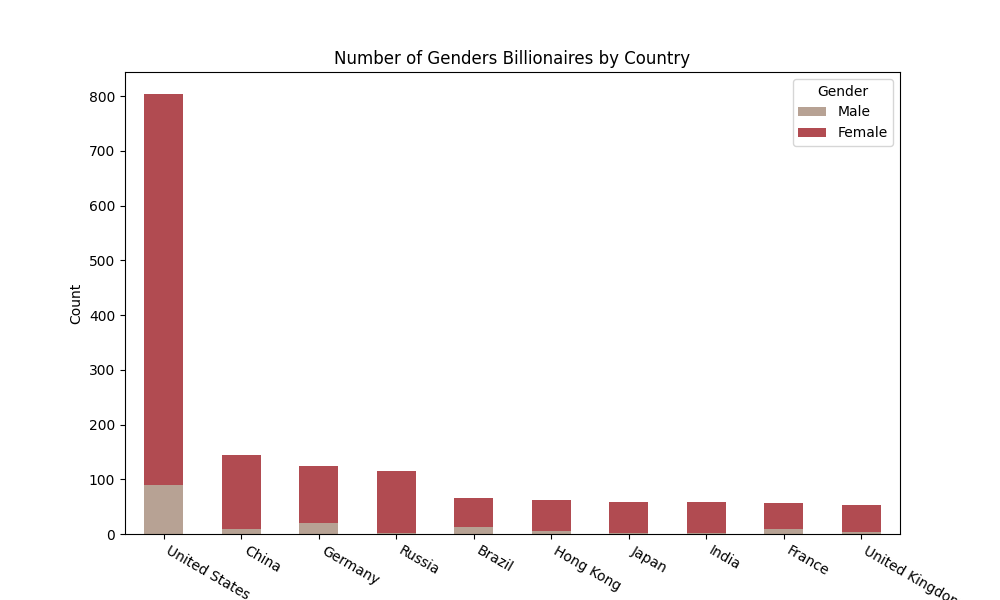 Number of Genders Billionaires by Country
Gender
Male
Female
Count
800
700
600
500
400
300
200
100
0
United States
China
Germany
Russia
Brazil
Hong Kong
Japan
India
France
United Kingdom